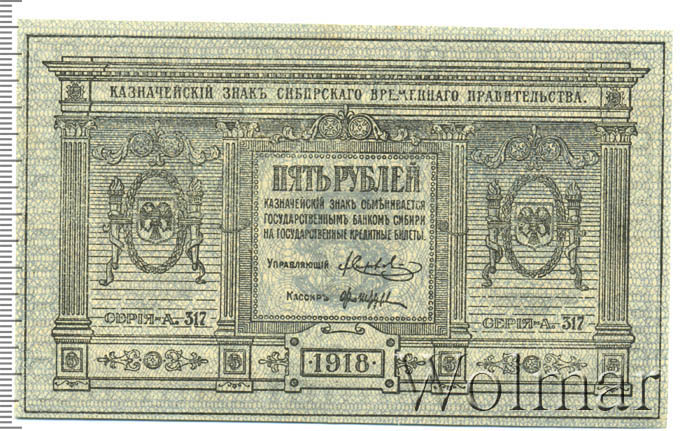 КАЗНАЧЕЙСКІЙ ЗНАКЪ СИБИРСКАГО ВРЕМЕННАГО ПРАВИТЕЛЬСТВА.
ПЯТЬ РУБЛЕЙ
КАЗНАЧЕЙСКІЙ ЗНАКЪ ОБМѢНИВАЕТСЯ
ГОСУДАРСТВЕННЫМЪ БАНКОМЪ СИБИРИ
НА ГОСУДАРСТВЕННЫЕ КРЕДИТНЫЕ БИЛЕТЫ.
УПРАВЛЯЮЩІЙ
КАССИРЪ
СЕРІЯ-А. 317
СЕРІЯ-А. 317
5 5 5 5
·1918·
Wolmar